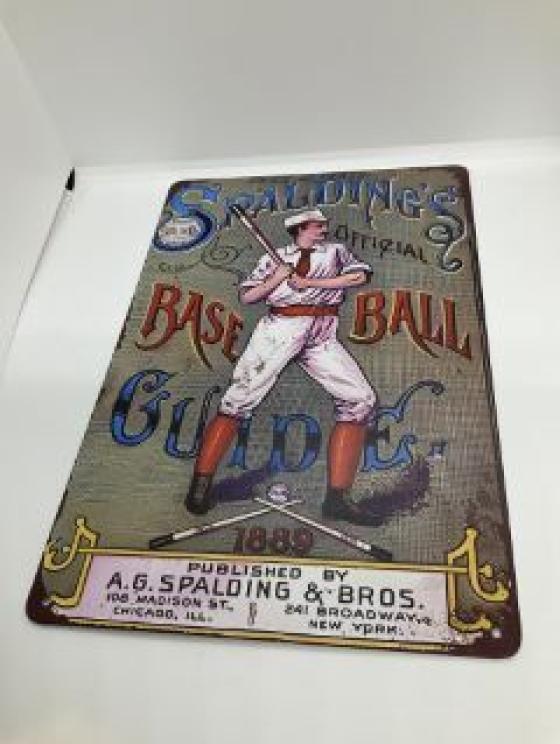 SPALDING'S
OFFICIAL
BASE BALL
GUIDE.
1889
PUBLISHED BY
A.G. SPALDING & BROS.
108 MADISON ST., 241 BROADWAY,
CHICAGO, ILL. NEW YORK.